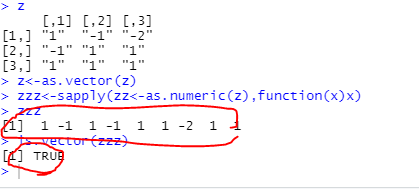 > z
[,1] [,2] [,3]
[1,] "1" "-1" "-2"
[2,] "-1" "1" "1"
[3,] "1" "1" "1"
> z<-as.vector(z)
> zzz<-sapply(zz<-as.numeric(z),function(x)x)
> zzz
[1] 1 -1 1 -1 1 1 -2 1 1
> is.vector(zzz)
[1] TRUE
>